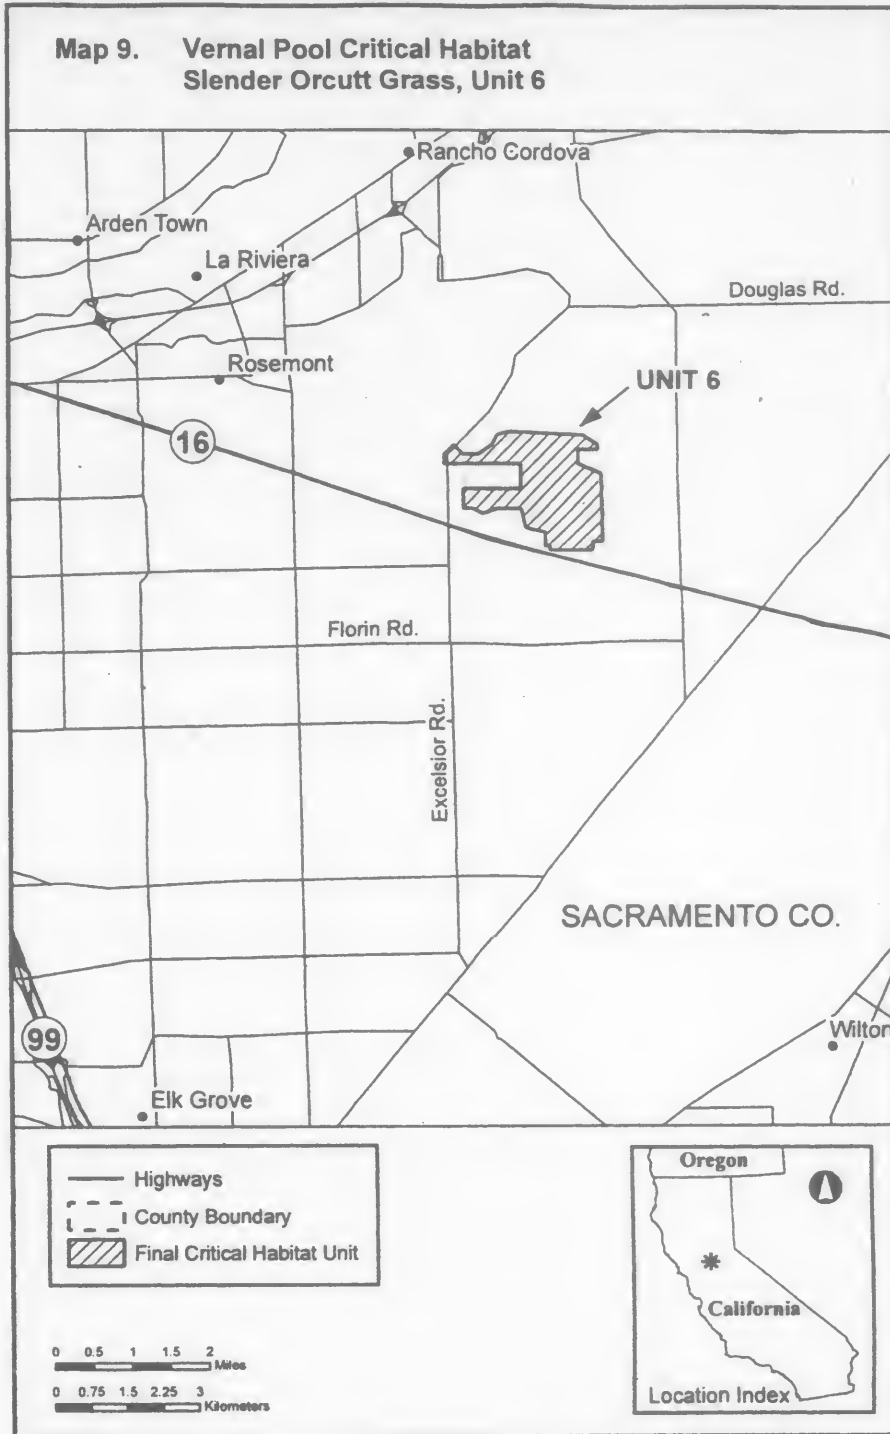 Map 9. Vernal Pool Critical Habitat
Slender Orcutt Grass, Unit 6
Rancho Cordova
Arden Town
La Riviera
Douglas Rd.
Rosemont
UNIT 6
16
Florin Rd.
Excelsior Rd.
SACRAMENTO CO.
99
Wilton
Elk Grove
Highways
County Boundary
Final Critical Habitat Unit
0 0.5 1 1.5 2
Miles
0 0.75 1.5 2.25 3
Kilometers
Oregon
California
Location Index